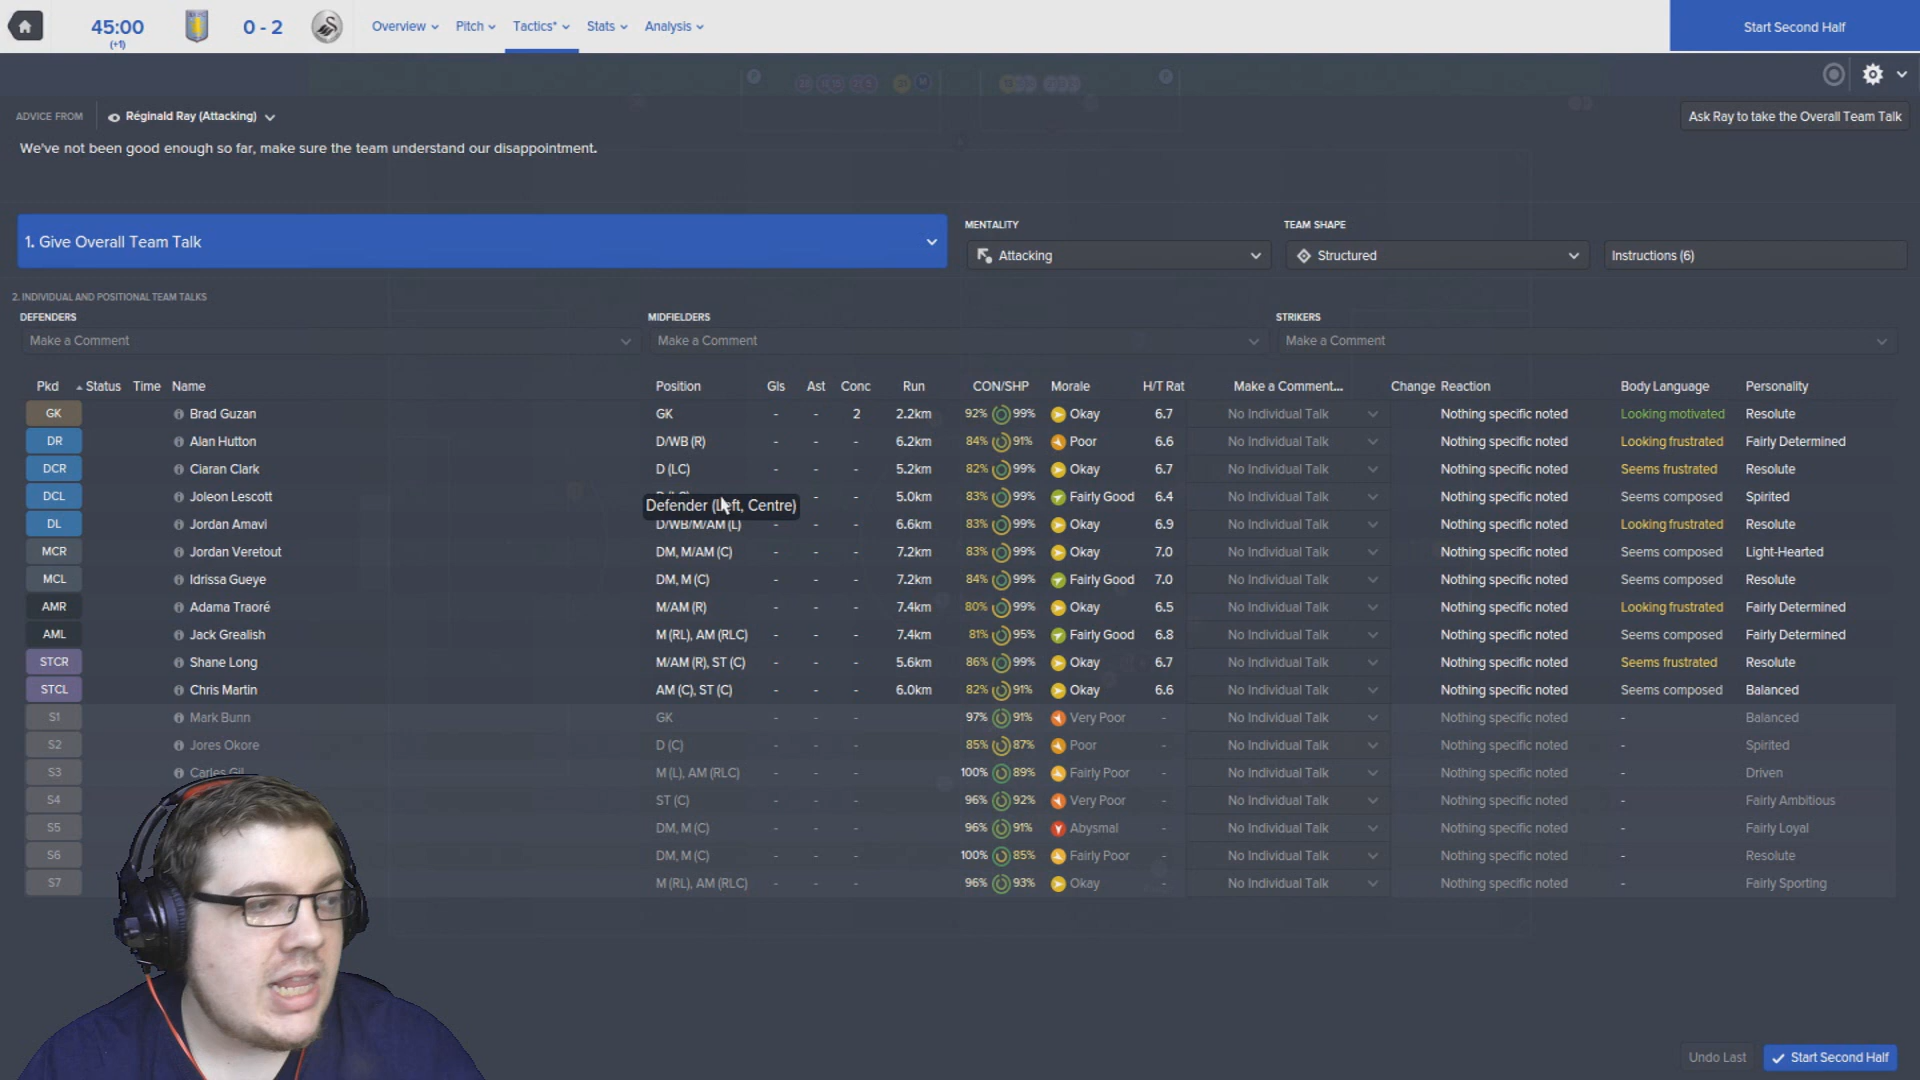 45:00
(+1)
0 - 2
Overview
Pitch
Tactics*
Stats
Analysis
Start Second Half
ADVICE FROM
Réginald Ray (Attacking)
Ask Ray to take the Overall Team Talk
We've not been good enough so far, make sure the team understand our disappointment.
1. Give Overall Team Talk
MENTALITY
Attacking
TEAM SHAPE
Structured
Instructions (6)
2. INDIVIDUAL AND POSITIONAL TEAM TALKS
DEFENDERS
MIDFIELDERS
STRIKERS
Make a Comment
Make a Comment
Make a Comment
Pkd Status Time Name Position Gls Ast Conc Run CON/SHP Morale H/T Rat Make a Comment... Change Reaction Body Language Personality
GK Brad Guzan GK - - 2 2.2km 92% 99% Okay 6.7 No Individual Talk Nothing specific noted Looking motivated Resolute
DR Alan Hutton D/WB (R) - - - 6.2km 84% 91% Poor 6.6 No Individual Talk Nothing specific noted Looking frustrated Fairly Determined
DCR Ciaran Clark D (LC) - - - 5.2km 82% 99% Okay 6.7 No Individual Talk Nothing specific noted Seems frustrated Resolute
DCL Joleon Lescott - - 5.0km 83% 99% Fairly Good 6.4 No Individual Talk Nothing specific noted Seems composed Spirited
Defender (Left, Centre)
DL Jordan Amavi D/WB/M/AM (L) - - - 6.6km 83% 99% Okay 6.9 No Individual Talk Nothing specific noted Looking frustrated Resolute
MCR Jordan Veretout DM, M/AM (C) - - - 7.2km 83% 99% Okay 7.0 No Individual Talk Nothing specific noted Seems composed Light-Hearted
MCL Idrissa Gueye DM, M (C) - - - 7.2km 84% 99% Fairly Good 7.0 No Individual Talk Nothing specific noted Seems composed Resolute
AMR Adama Traoré M/AM (R) - - - 7.4km 80% 99% Okay 6.5 No Individual Talk Nothing specific noted Looking frustrated Fairly Determined
AML Jack Grealish M (RL), AM (RLC) - - - 7.4km 81% 95% Fairly Good 6.8 No Individual Talk Nothing specific noted Seems composed Fairly Determined
STCR Shane Long M/AM (R), ST (C) - - - 5.6km 86% 99% Okay 6.7 No Individual Talk Nothing specific noted Seems frustrated Resolute
STCL Chris Martin AM (C), ST (C) - - - 6.0km 82% 91% Okay 6.6 No Individual Talk Nothing specific noted Seems composed Balanced
S1 Mark Bunn GK - - - 97% 91% Very Poor - No Individual Talk Nothing specific noted - Balanced
S2 Jores Okore D (C) - - - 85% 87% Poor - No Individual Talk Nothing specific noted - Spirited
S3 Carles Gil M (L), AM (RLC) - - - 100% 89% Fairly Poor - No Individual Talk Nothing specific noted - Driven
S4 ST (C) - - - 96% 92% Very Poor - No Individual Talk Nothing specific noted - Fairly Ambitious
S5 DM, M (C) - - - 96% 91% Abysmal - No Individual Talk Nothing specific noted - Fairly Loyal
S6 DM, M (C) - - - 100% 85% Fairly Poor - No Individual Talk Nothing specific noted - Resolute
S7 M (RL), AM (RLC) - - - 96% 93% Okay - No Individual Talk Nothing specific noted - Fairly Sporting
Undo Last
Start Second Half